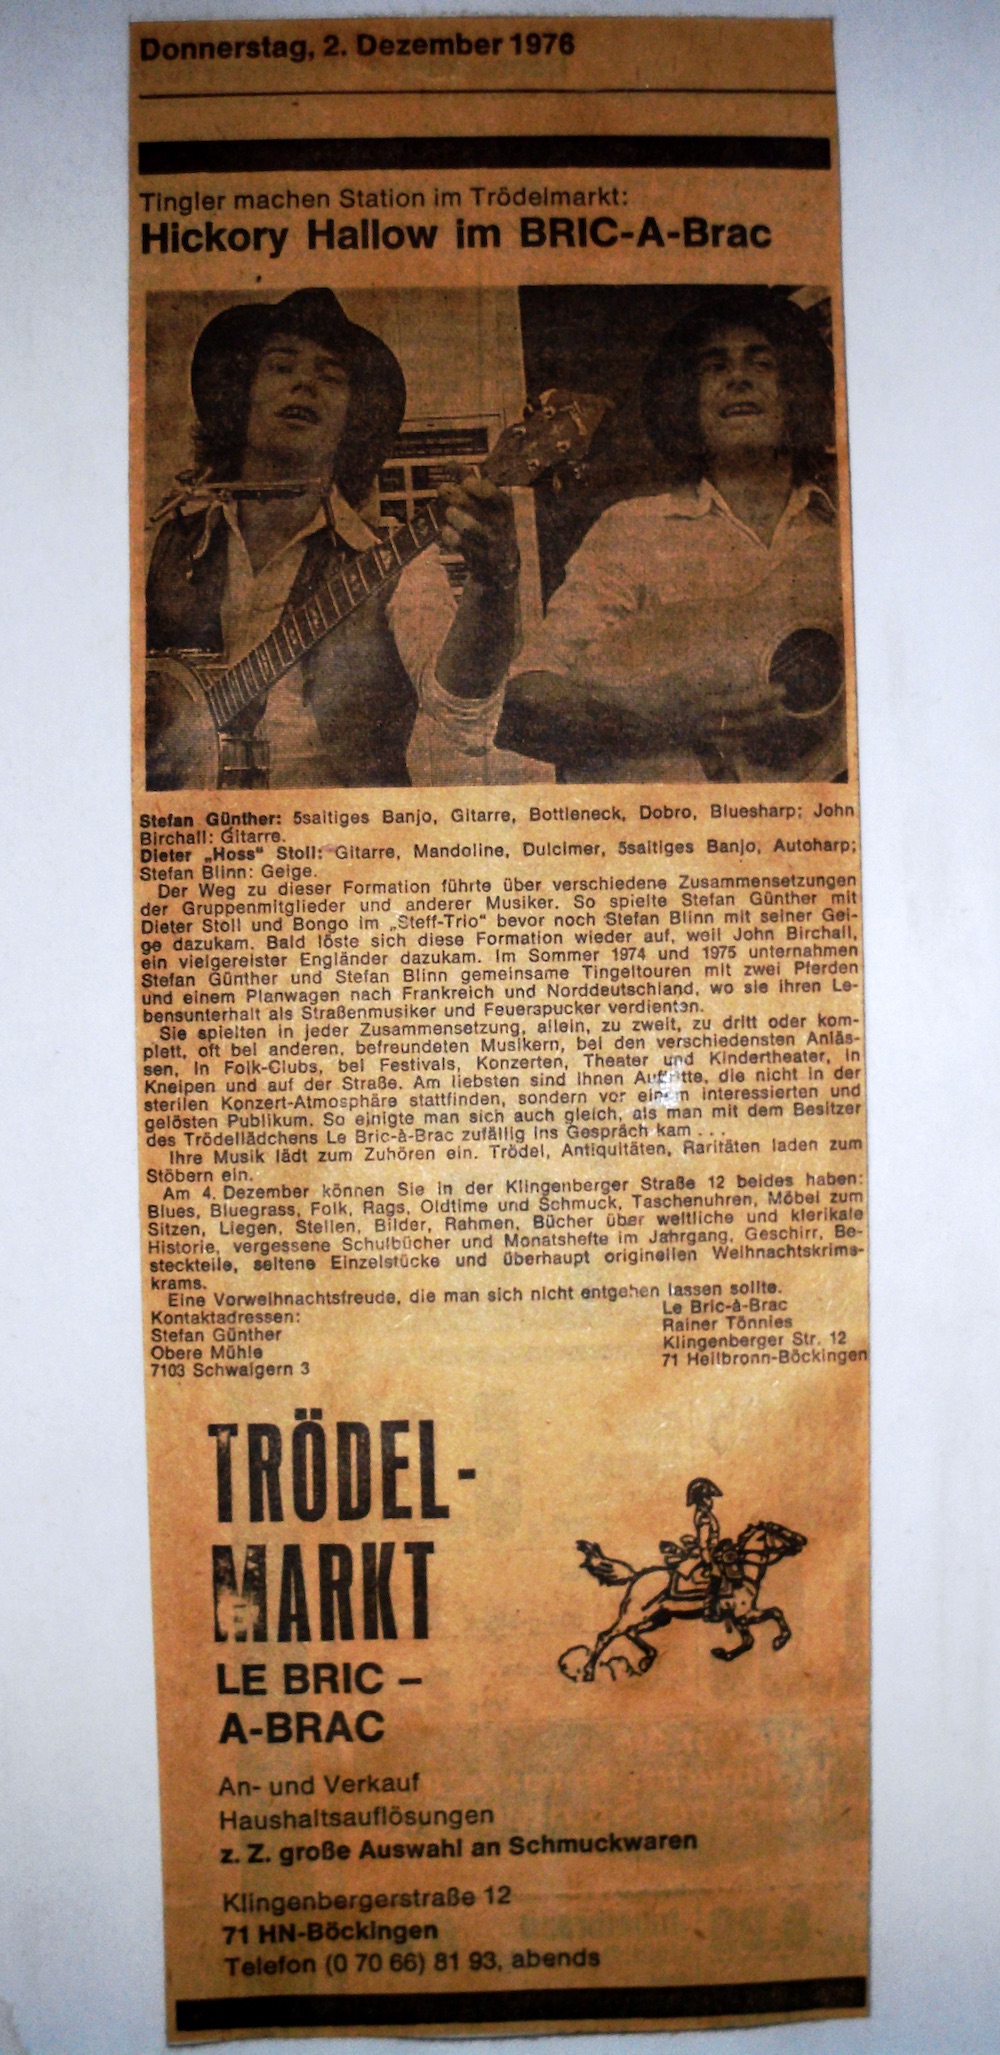 Donnerstag, 2. Dezember 1976
Tingler machen Station im Trödelmarkt:
Hickory Hallow im BRIC-A-Brac
Stefan Günther: 5saitiges Banjo, Gitarre, Bottleneck, Dobro, Bluesharp; John
Birchall: Gitarre.
Dieter „Hoss“ Stoll: Gitarre, Mandoline, Dulcimer, 5saitiges Banjo, Autoharp;
Stefan Blinn: Geige.
Der Weg zu dieser Formation führte über verschiedene Zusammensetzungen
der Gruppenmitglieder und anderer Musiker. So spielte Stefan Günther mit
Dieter Stoll und Bongo im „Steff-Trio“ bevor noch Stefan Blinn mit seiner Gei-
ge dazukam. Bald löste sich diese Formation wieder auf, weil John Birchall,
ein vielgereister Engländer dazukam. Im Sommer 1974 und 1975 unternahmen
Stefan Günther und Stefan Blinn gemeinsame Tingeltouren mit zwei Pferden
und einem Planwagen nach Frankreich und Norddeutschland, wo sie ihren Le-
bensunterhalt als Straßenmusiker und Feuerspucker verdienten.
Sie spielten in jeder Zusammensetzung, allein, zu zweit, zu dritt oder kom-
plett, oft bei anderen, befreundeten Musikern, bei den verschiedensten Anläs-
sen, in Folk-Clubs, bei Festivals, Konzerten, Theater und Kindertheater, in
Kneipen und auf der Straße. Am liebsten sind ihnen Auftritte, die nicht in der
sterilen Konzert-Atmosphäre stattfinden, sondern vor einem interessierten und
gelösten Publikum. So einigte man sich auch gleich, als man mit dem Besitzer
des Trödellädchens Le Bric-à-Brac zufällig ins Gespräch kam . . .
Ihre Musik lädt zum Zuhören ein. Trödel, Antiquitäten, Raritäten laden zum
Stöbern ein.
Am 4. Dezember können Sie in der Klingenberger Straße 12 beides haben:
Blues, Bluegrass, Folk, Rags, Oldtime und Schmuck, Taschenuhren, Möbel zum
Sitzen, Liegen, Stellen, Bilder, Rahmen, Bücher über weltliche und klerikale
Historie, vergessene Schulbücher und Monatshefte im Jahrgang, Geschirr, Be-
steckteile, seltene Einzelstücke und überhaupt originellen Weihnachtskrims-
krams.
Eine Vorweihnachtsfreude, die man sich nicht entgehen lassen sollte.
Kontaktadressen:
Stefan Günther
Obere Mühle
7103 Schwaigern 3
Le Bric-à-Brac
Rainer Tönnies
Klingenberger Str. 12
71 Heilbronn-Böckingen
TRÖDEL-
MARKT
LE BRIC –
A-BRAC
An- und Verkauf
Haushaltsauflösungen
z. Z. große Auswahl an Schmuckwaren
Klingenbergerstraße 12
71 HN-Böckingen
Telefon (0 70 66) 81 93, abends